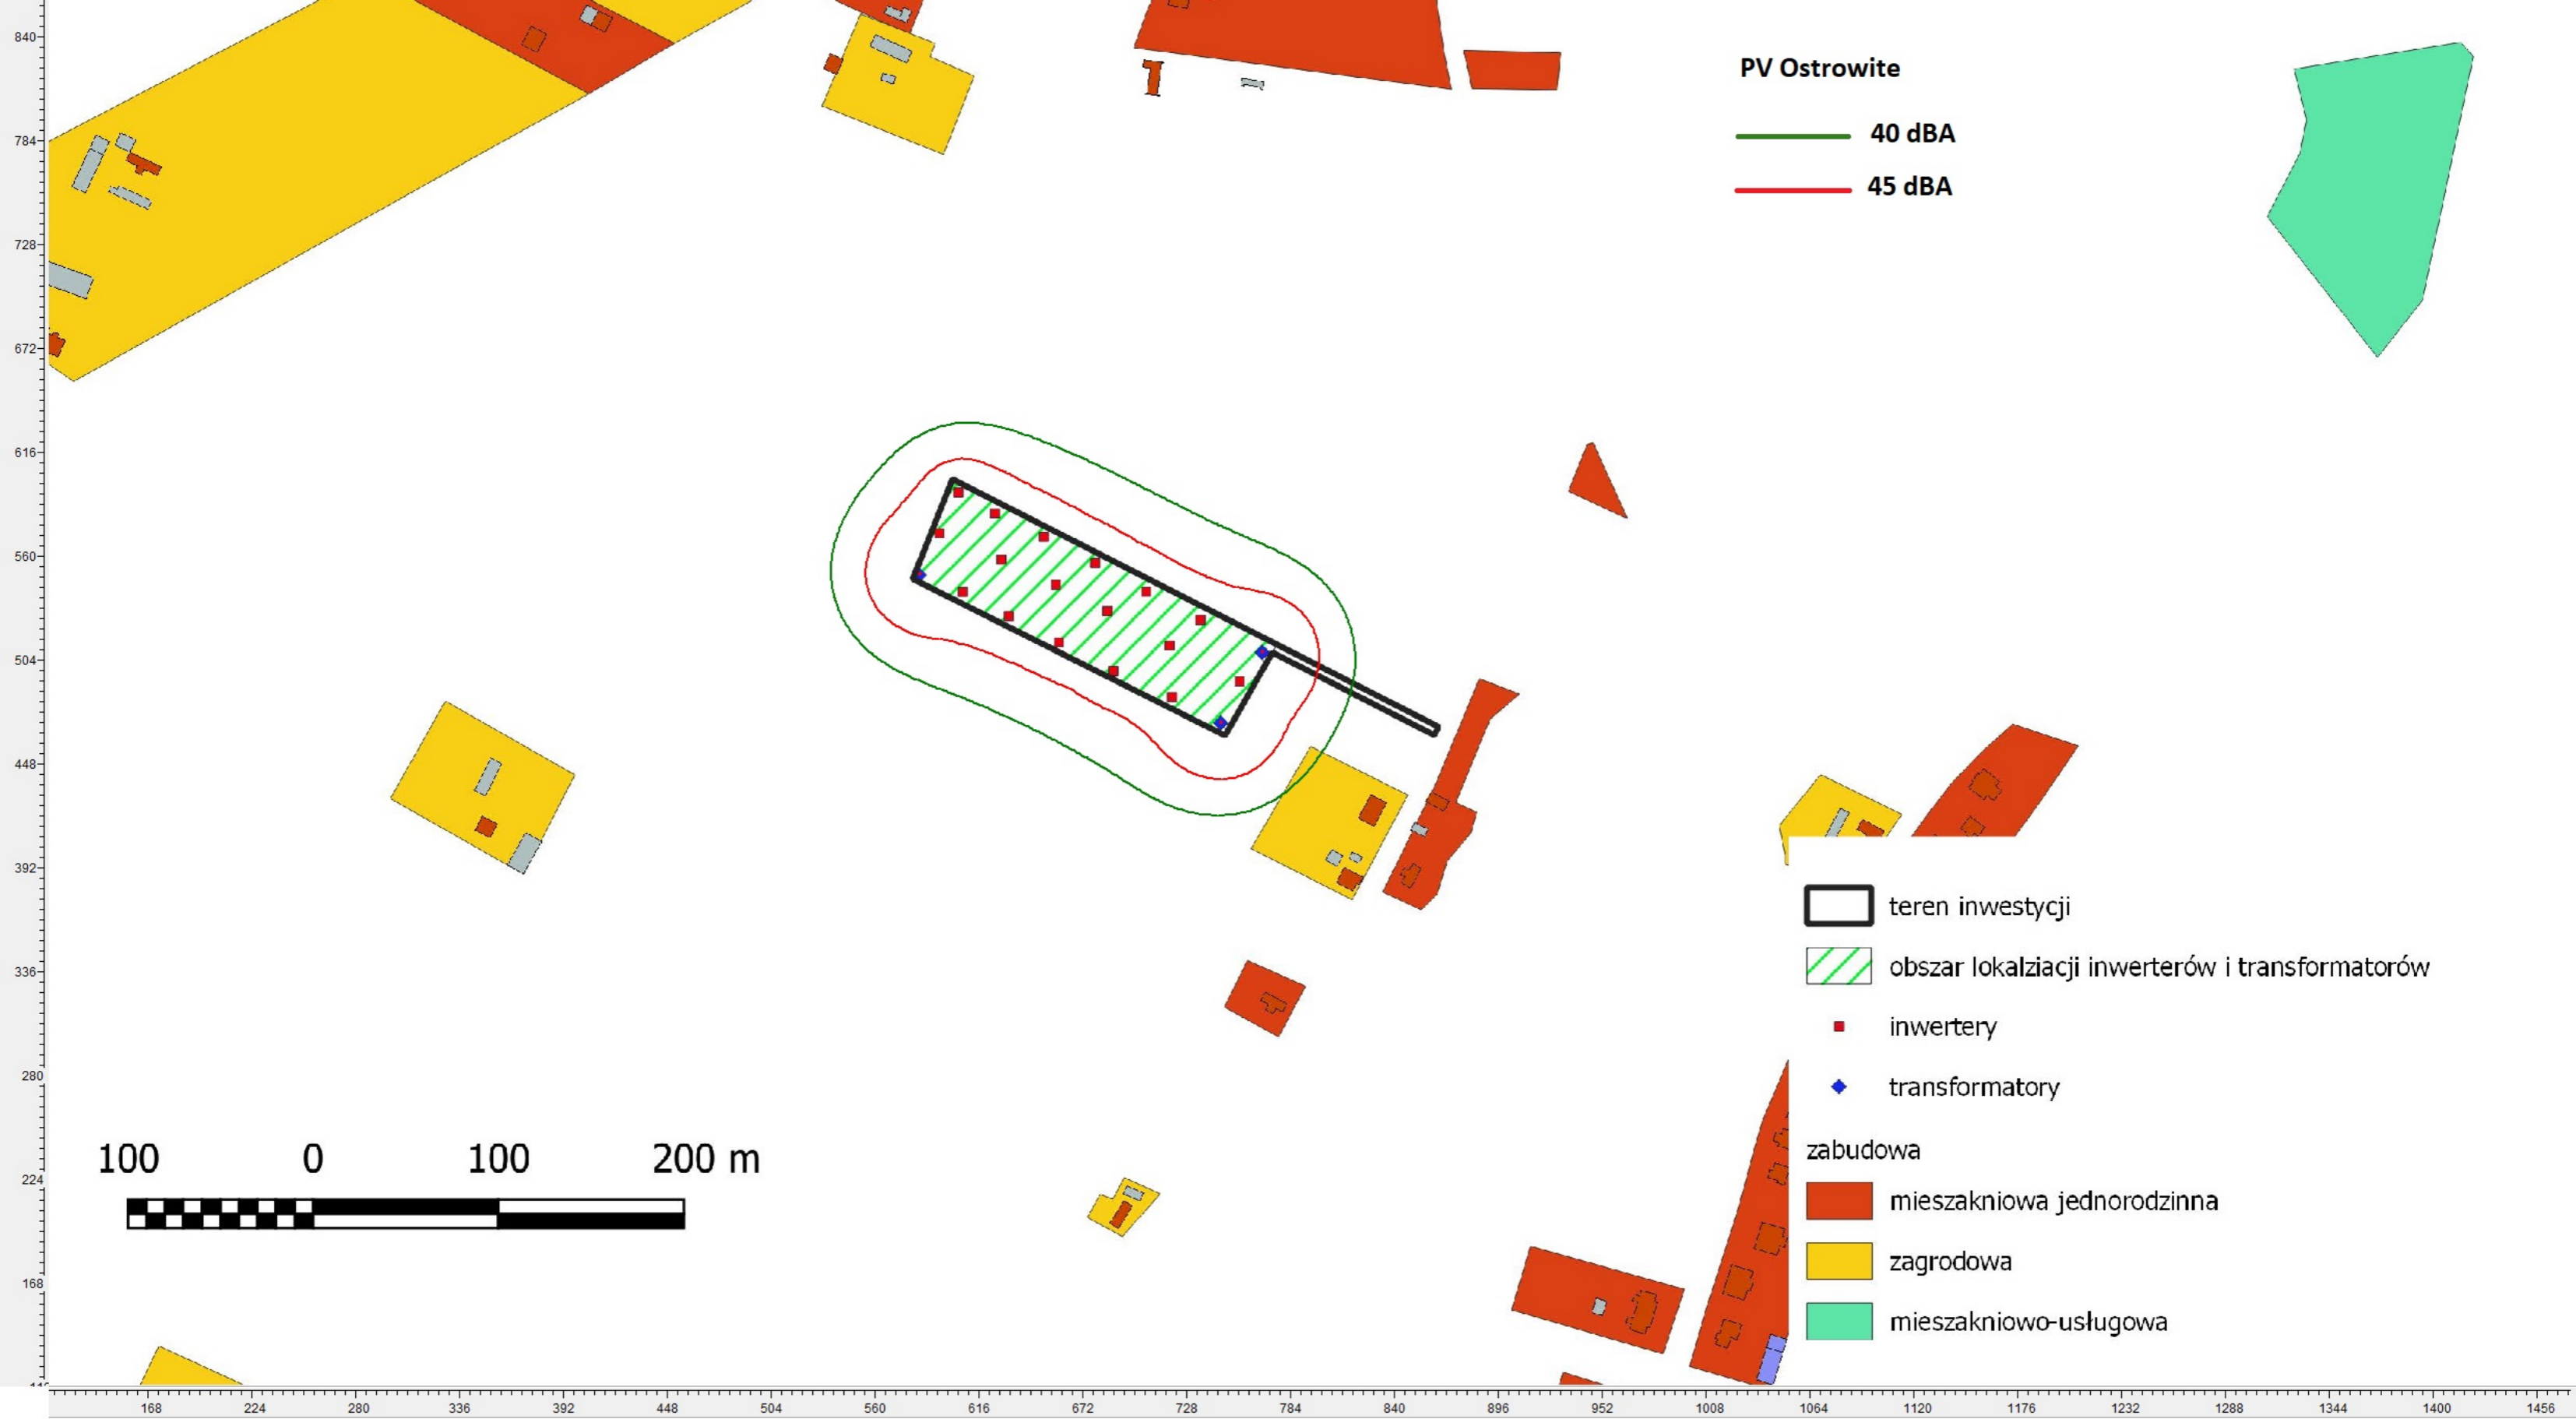 840
784
728
672
616
560
504
448
392
336
280
224
168
PV Ostrowite
40 dBA
45 dBA
teren inwestycji
obszar lokalziacji inwerterów i transformatorów
inwertery
transformatory
zabudowa
mieszakniowa jednorodzinna
zagrodowa
mieszakniowo-usługowa
100 0 100 200 m
168 224 280 336 392 448 504 560 616 672 728 784 840 896 952 1008 1064 1120 1176 1232 1288 1344 1400 1456